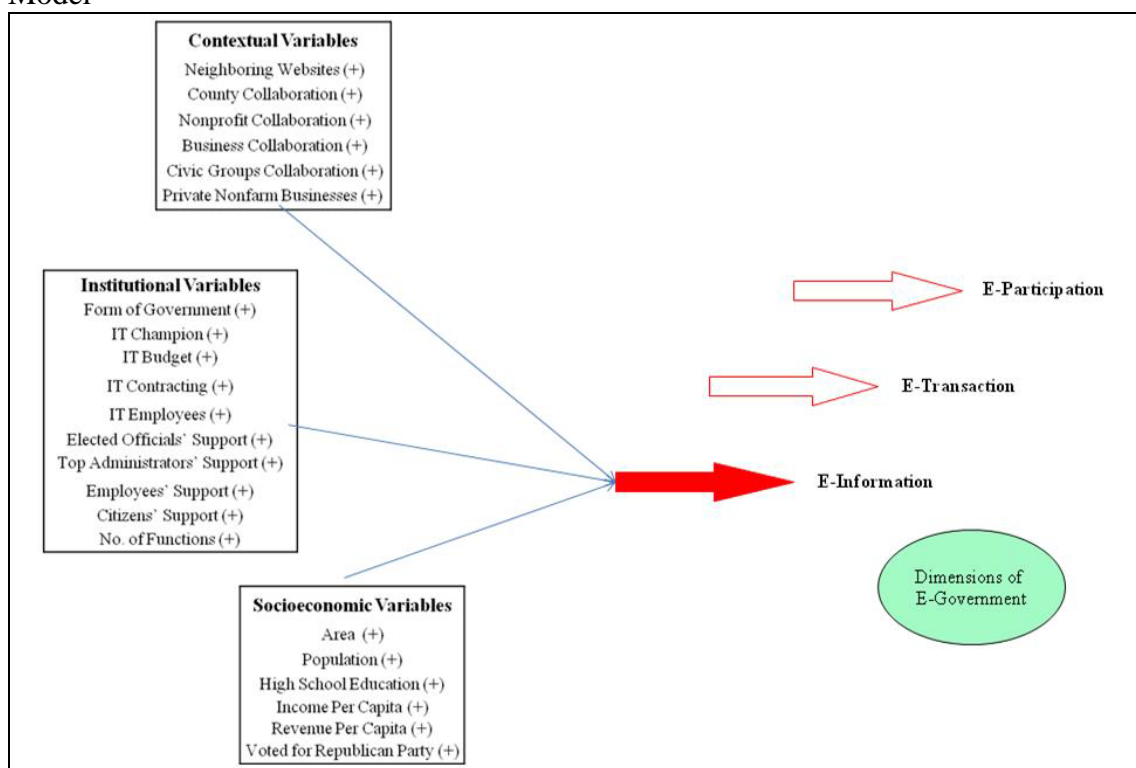 Model
Contextual Variables
Neighboring Websites (+)
County Collaboration (+)
Nonprofit Collaboration (+)
Business Collaboration (+)
Civic Groups Collaboration (+)
Private Nonfarm Businesses (+)
Institutional Variables
Form of Government (+)
IT Champion (+)
IT Budget (+)
IT Contracting (+)
IT Employees (+)
Elected Officials' Support (+)
Top Administrators' Support (+)
Employees' Support (+)
Citizens' Support (+)
No. of Functions (+)
Socioeconomic Variables
Area (+)
Population (+)
High School Education (+)
Income Per Capita (+)
Revenue Per Capita (+)
Voted for Republican Party (+)
E-Participation
E-Transaction
E-Information
Dimensions of
E-Government